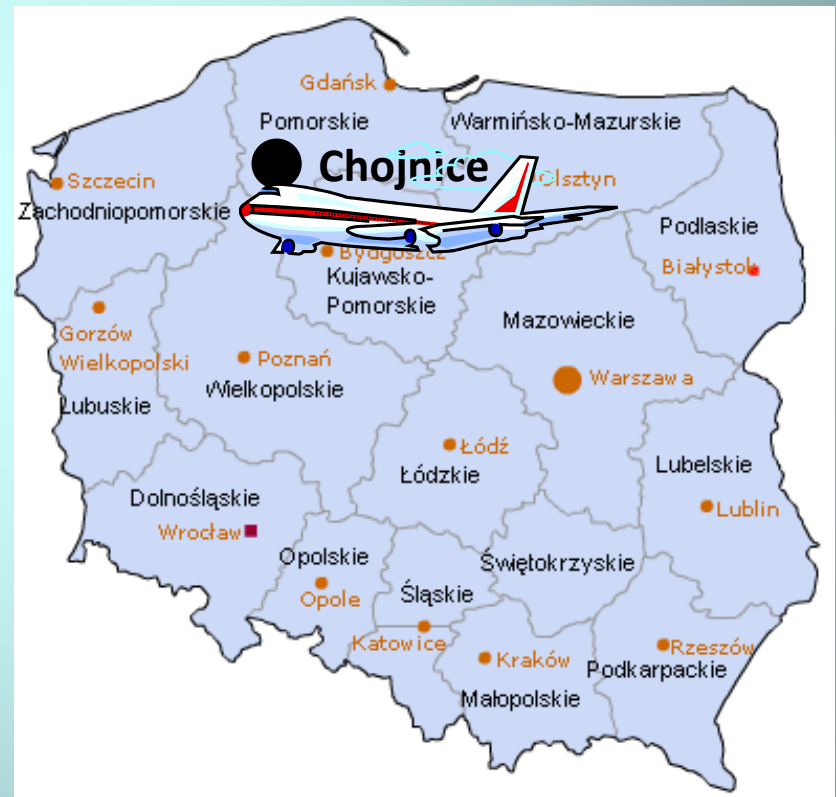 Gdańsk
Pomorskie
Warmińsko-Mazurskie
Chojnice
Szczecin
Olsztyn
Zachodniopomorskie
Podlaskie
Bydgoszcz
Białystok
Kujawsko-
Pomorskie
Mazowieckie
Gorzów
Wielkopolski
Poznań
Warszawa
Wielkopolskie
Lubuskie
Łódź
Łódzkie
Lubelskie
Dolnośląskie
Lublin
Wrocław
Opolskie
Świętokrzyskie
Opole
Śląskie
Katowice
Kraków
Rzeszów
Podkarpackie
Małopolskie